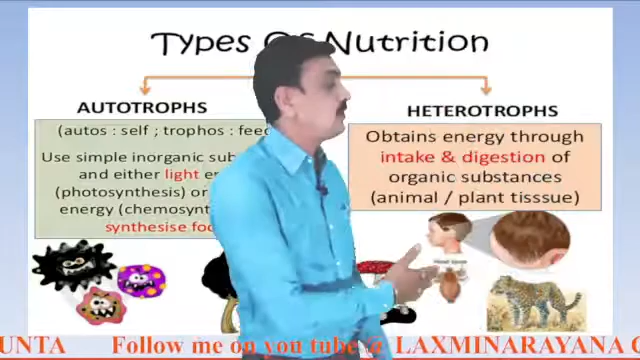 Types Of Nutrition
AUTOTROPHS
(autos : self ; trophos : feed
Use simple inorganic sub
and either light en
(photosynthesis) or
energy (chemosynt
synthesise foo
HETEROTROPHS
Obtains energy through
intake & digestion of
organic substances
(animal / plant tisssue)
UNTA Follow me on you tube @ LAXMINARAYANA